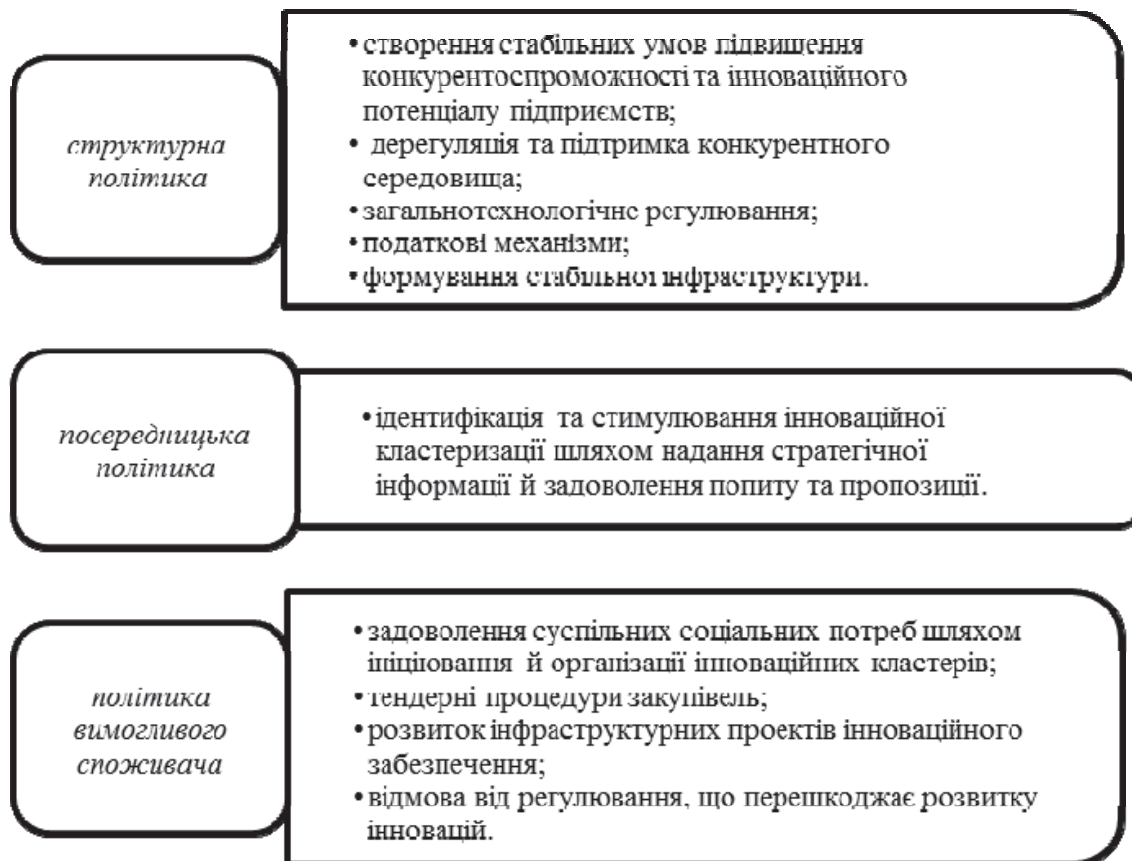 структурна
політика
• створення стабільних умов підвищення
конкурентоспроможності та інноваційного
потенціалу підприємств;
• дерегуляція та підтримка конкурентного
середовища;
• загальнотехнологічне регулювання;
• податкові механізми;
• формування стабільної інфраструктури.
посередницька
політика
• ідентифікація та стимулювання інноваційної
кластеризації шляхом надання стратегічної
інформації й задоволення попиту та пропозиції.
політика
вимогливого
споживача
• задоволення суспільних соціальних потреб шляхом
ініціювання й організації інноваційних кластерів;
• тендерні процедури закупівель;
• розвиток інфраструктурних проектів інноваційного
забезпечення;
• відмова від регулювання, що перешкоджає розвитку
інновацій.